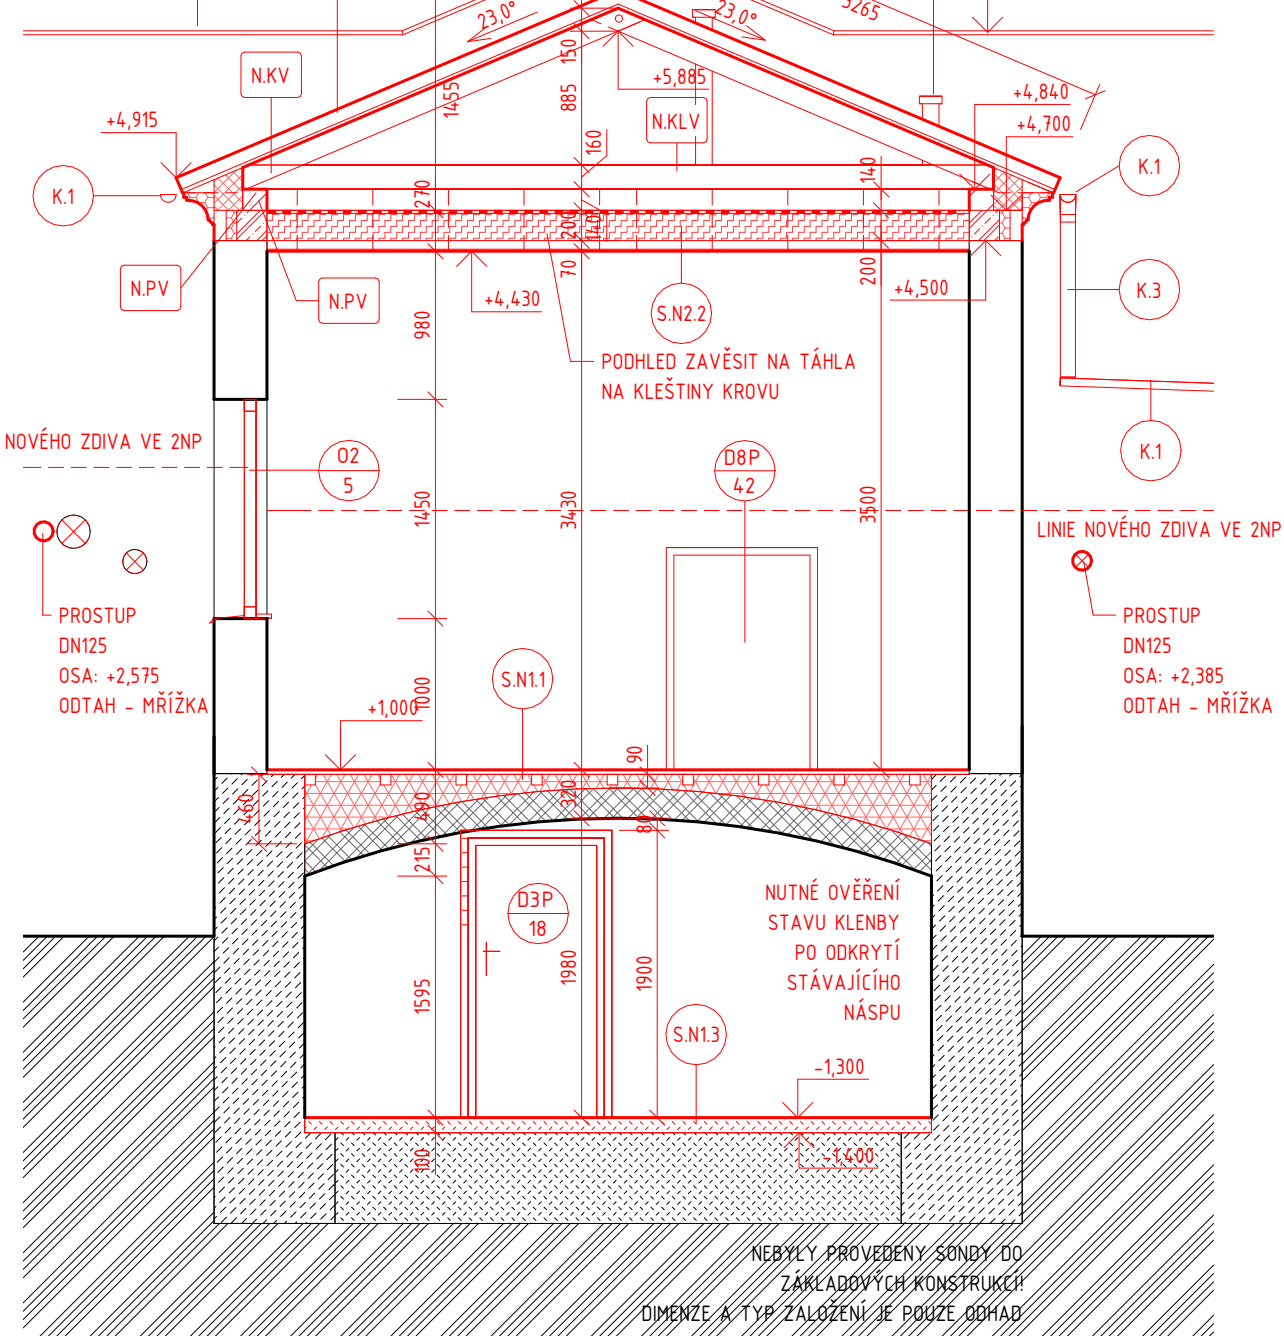 23,0°
23,0°
3265
150
N.KV
1455
885
+5,885
+4,840
+4,915
N.KLV
+4,700
160
K.1
140
K.1
270
200
140
N.PV
N.PV
70
200
+4,430
+4,500
K.3
S.N2.2
980
PODHLED ZAVĚSIT NA TÁHLA
NA KLEŠTINY KROVU
NOVÉHO ZDIVA VE 2NP
O2
5
D8P
42
K.1
1450
3430
3500
LINIE NOVÉHO ZDIVA VE 2NP
PROSTUP
DN125
OSA: +2,575
ODTAH - MŘÍŽKA
PROSTUP
DN125
OSA: +2,385
ODTAH - MŘÍŽKA
S.N1.1
1000
+1,000
90
460
490
320
80
215
D3P
18
NUTNÉ OVĚŘENÍ
STAVU KLENBY
PO ODKRYTÍ
STÁVAJÍCÍHO
NÁSPU
1595
1980
1900
S.N1.3
-1,300
100
-1,400
NEBYLY PROVEDENY SONDY DO
ZÁKLADOVÝCH KONSTRUKCÍ!
DIMENZE A TYP ZALOŽENÍ JE POUZE ODHAD